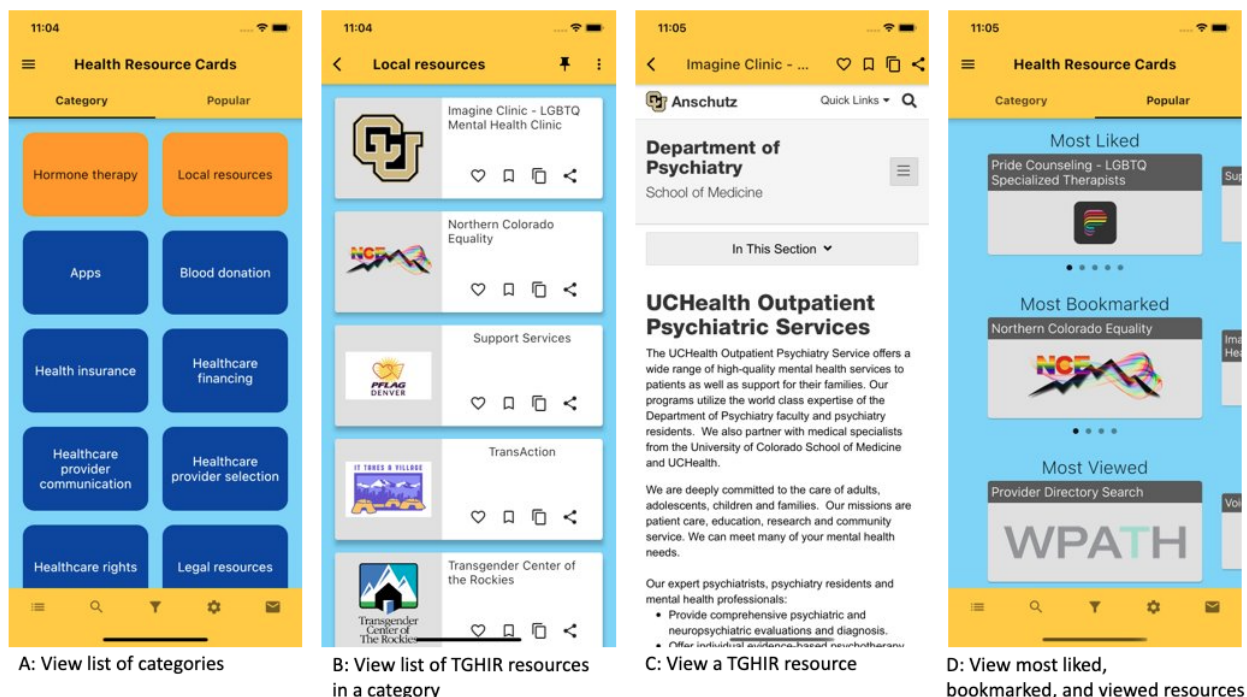 11:04
Health Resource Cards
Category Popular
Hormone therapy Local resources
Apps Blood donation
Health insurance Healthcare
financing
Healthcare
provider
communication
Healthcare
provider selection
Healthcare rights Legal resources
A: View list of categories
11:04
Local resources
CU
Imagine Clinic - LGBTQ
Mental Health Clinic
NCE
Northern Colorado
Equality
PFLAG
DENVER
Support Services
IT TAKES A VILLAGE
TransAction
Transgender
Center of
The Rockies
Transgender Center of
the Rockies
B: View list of TGHIR resources
in a category
11:05
Imagine Clinic - ...
CU Anschutz Quick Links
Department of
Psychiatry
School of Medicine
In This Section
UCHealth Outpatient
Psychiatric Services
The UCHealth Outpatient Psychiatry Service offers a
wide range of high-quality mental health services to
patients as well as support for their families. Our
programs utilize the world class expertise of the
Department of Psychiatry faculty and psychiatry
residents. We also partner with medical specialists
from the University of Colorado School of Medicine
and UCHealth.
We are deeply committed to the care of adults,
adolescents, children and families. Our missions are
patient care, education, research and community
service. We can meet many of your mental health
needs.
Our expert psychiatrists, psychiatry residents and
mental health professionals:
• Provide comprehensive psychiatric and
neuropsychiatric evaluations and diagnosis.
• Offer individual evidence-based psychotherapy
C: View a TGHIR resource
11:05
Health Resource Cards
Category Popular
Most Liked
Pride Counseling - LGBTQ
Specialized Therapists
Sup
Most Bookmarked
Northern Colorado Equality
NCE
Ima
Hea
Most Viewed
Provider Directory Search
Voi
WPATH
D: View most liked,
bookmarked, and viewed resources